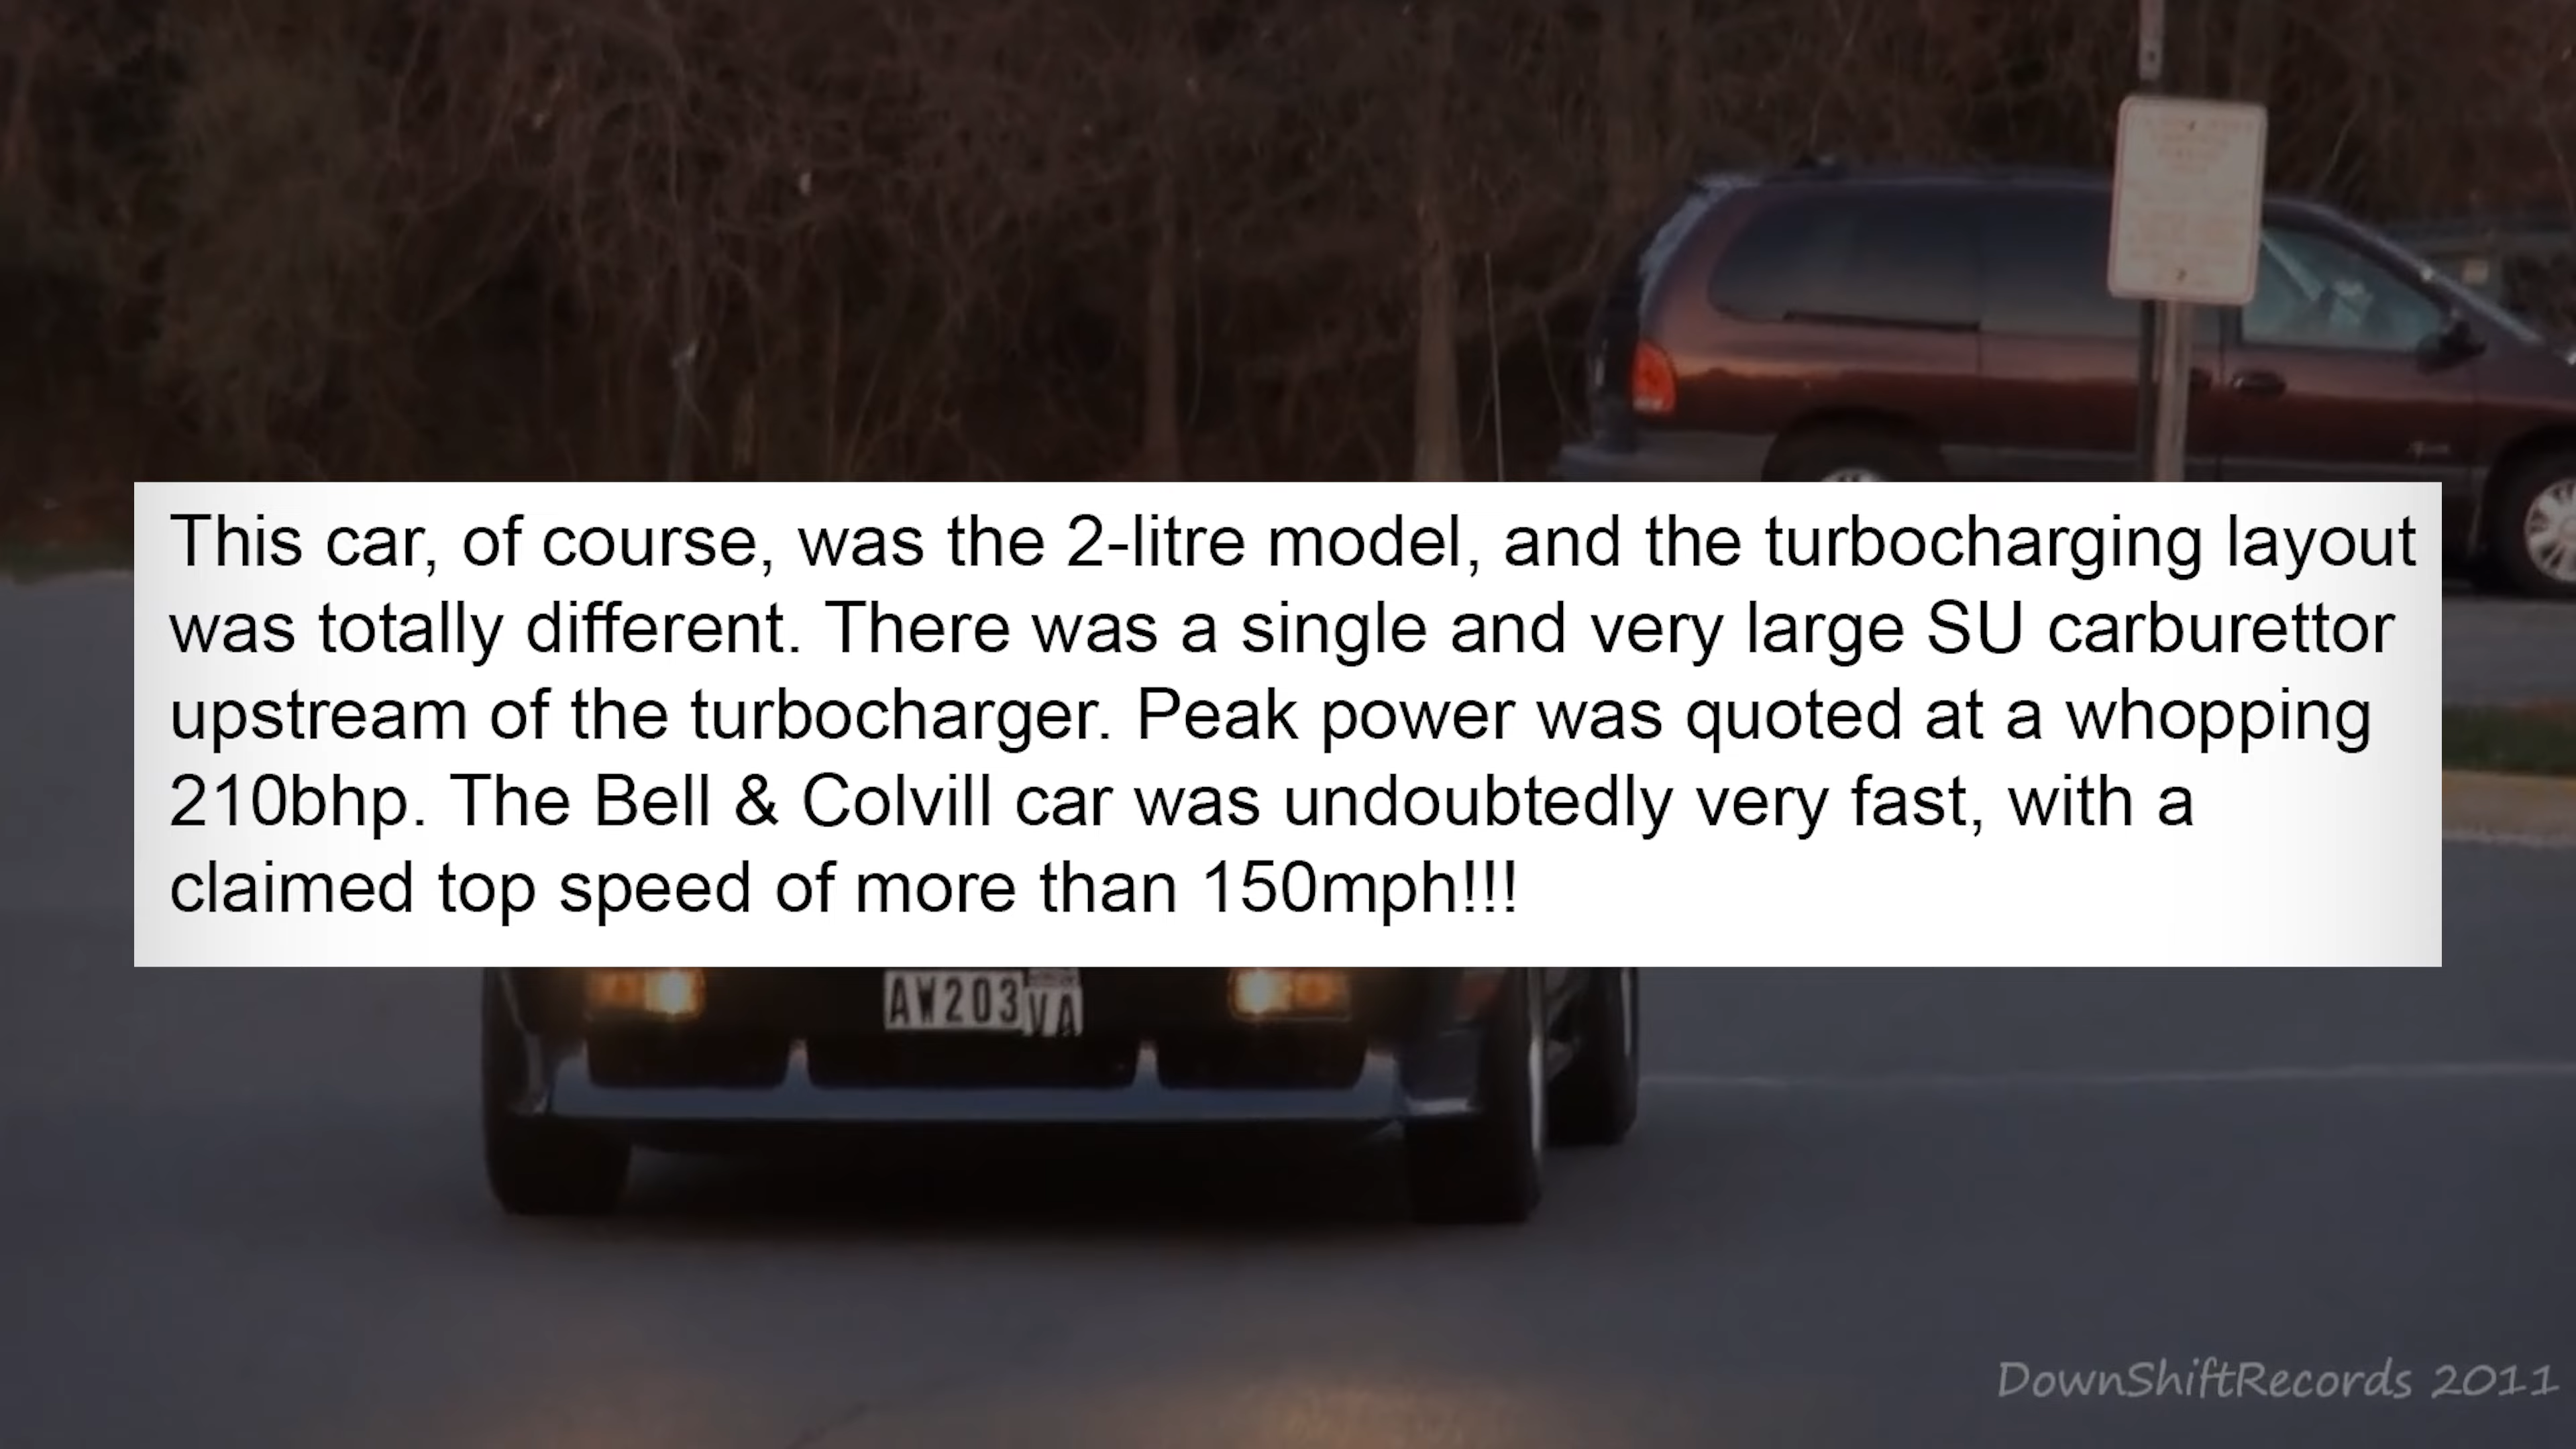 This car, of course, was the 2-litre model, and the turbocharging layout
was totally different. There was a single and very large SU carburettor
upstream of the turbocharger. Peak power was quoted at a whopping
210bhp. The Bell & Colvill car was undoubtedly very fast, with a
claimed top speed of more than 150mph!!!
AW203 VA
DownShiftRecords 2011